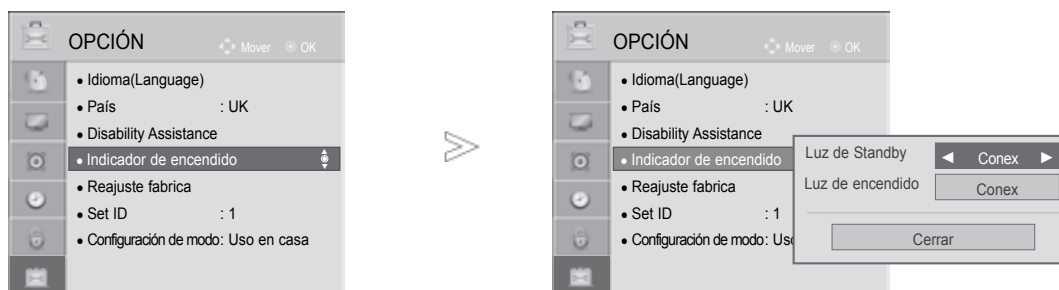 OPCIÓN Mover OK
• Idioma(Language)
• País : UK
• Disability Assistance
• Indicador de encendido
• Reajuste fabrica
• Set ID : 1
• Configuración de modo: Uso en casa
OPCIÓN Mover OK
• Idioma(Language)
• País : UK
• Disability Assistance
• Indicador de encendido
• Reajuste fabrica
• Set ID : 1
• Configuración de modo: Uso
Luz de Standby ◄ Conex ►
Luz de encendido Conex
Cerrar